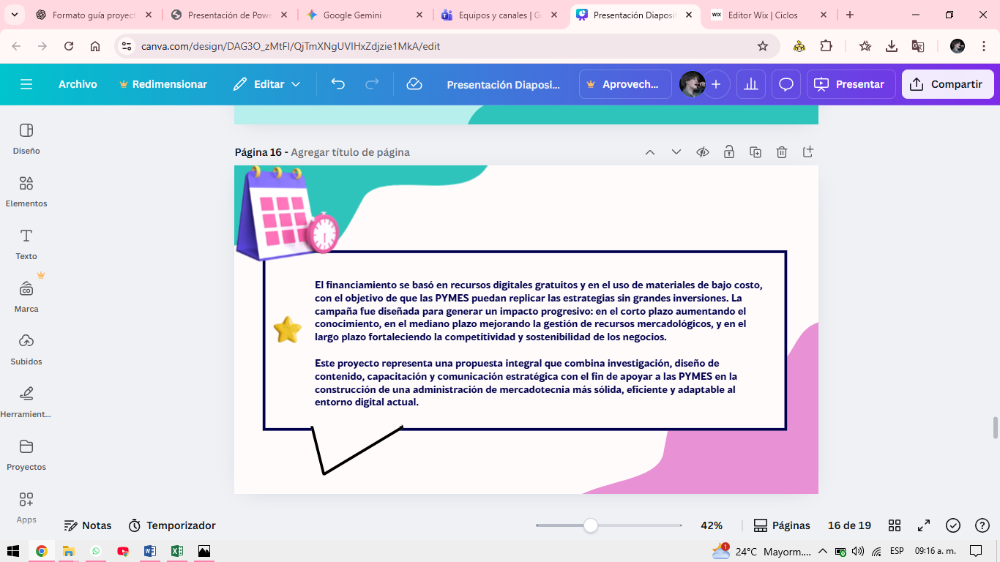 Formato guía proyect
Presentación de Powe
Google Gemini
Equipos y canales | G
Presentación Diaposit
WIX
Editor Wix | Ciclos
canva.com/design/DAG3O_zMtFI/QjTmXNgUVIHxZdjzie1MkA/edit
Archivo
Redimensionar
Editar
Presentación Diaposi...
Aprovech...
Presentar
Compartir
Diseño
Elementos
Texto
CO
Marca
Subidos
Herramient...
Proyectos
Apps
Página 16 - Agregar título de página
El financiamiento se basó en recursos digitales gratuitos y en el uso de materiales de bajo costo,
con el objetivo de que las PYMES puedan replicar las estrategias sin grandes inversiones. La
campaña fue diseñada para generar un impacto progresivo: en el corto plazo aumentando el
conocimiento, en el mediano plazo mejorando la gestión de recursos mercadológicos, y en el
largo plazo fortaleciendo la competitividad y sostenibilidad de los negocios.
Este proyecto representa una propuesta integral que combina investigación, diseño de
contenido, capacitación y comunicación estratégica con el fin de apoyar a las PYMES en la
construcción de una administración de mercadotecnia más sólida, eficiente y adaptable al
entorno digital actual.
Notas
Temporizador
42%
Páginas
16 de 19
1
24°C Mayorm....
ESP
09:16 a. m.